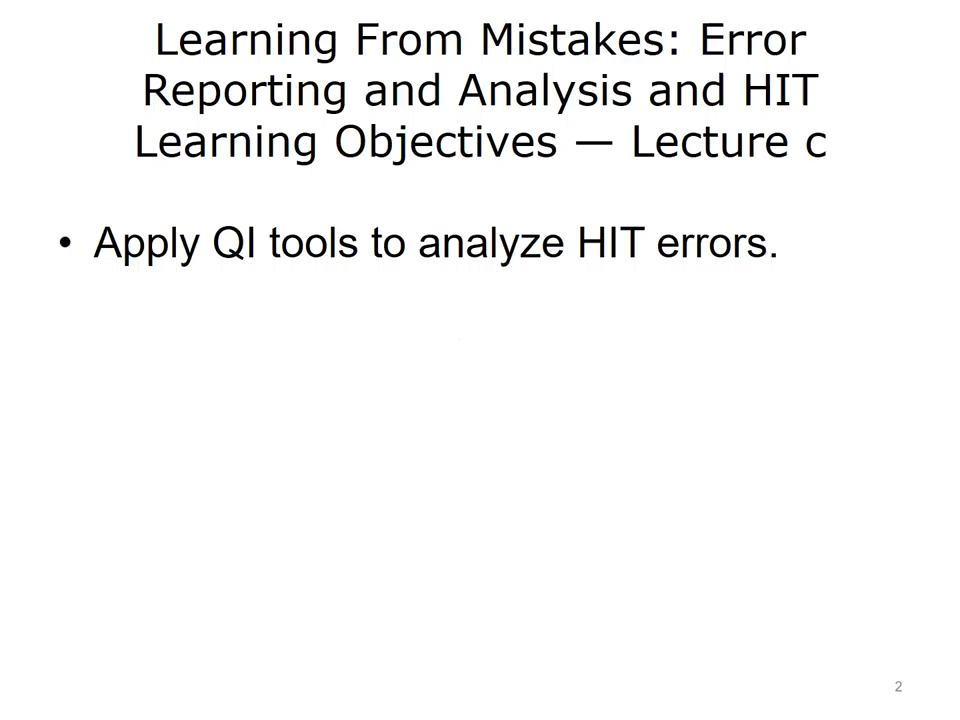 Learning From Mistakes: Error
Reporting and Analysis and HIT
Learning Objectives — Lecture c
• Apply QI tools to analyze HIT errors.
2